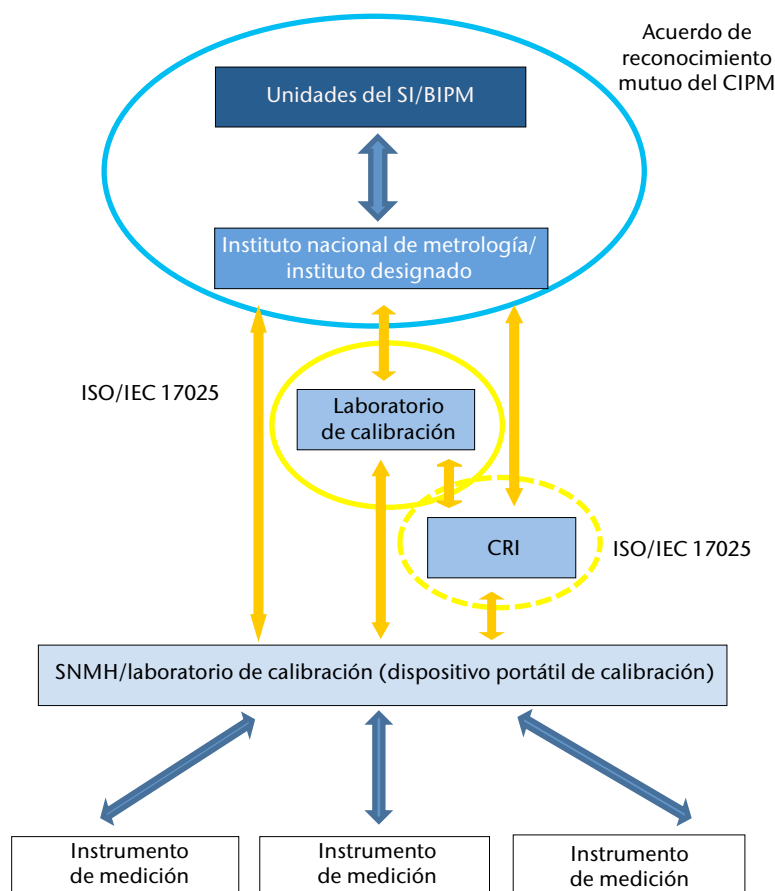 Acuerdo de
reconocimiento
mutuo del CIPM
Unidades del SI/BIPM
Instituto nacional de metrología/
instituto designado
ISO/IEC 17025
Laboratorio
de calibración
CRI
ISO/IEC 17025
SNMH/laboratorio de calibración (dispositivo portátil de calibración)
Instrumento
de medición
Instrumento
de medición
Instrumento
de medición